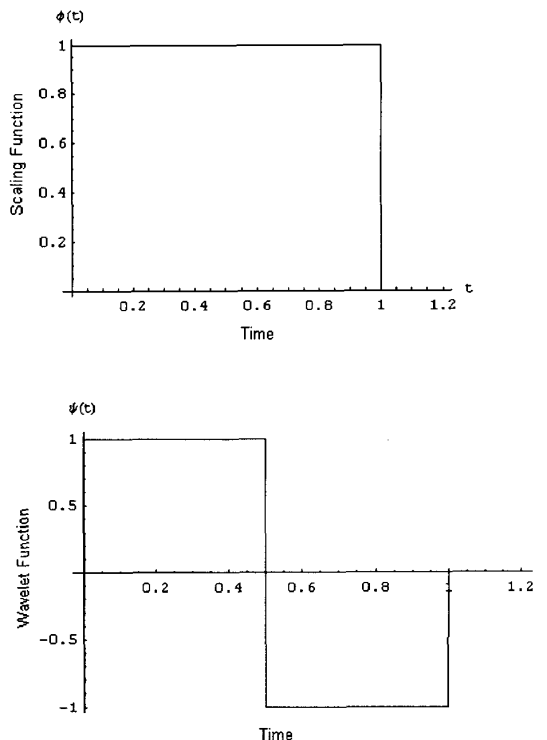 ϕ(t)
1
0.8
0.6
0.4
0.2
Scaling Function
0.2 0.4 0.6 0.8 1 1.2 t
Time
ψ(t)
1
0.5
-0.5
-1
Wavelet Function
0.2 0.4 0.6 0.8 1 1.2
Time